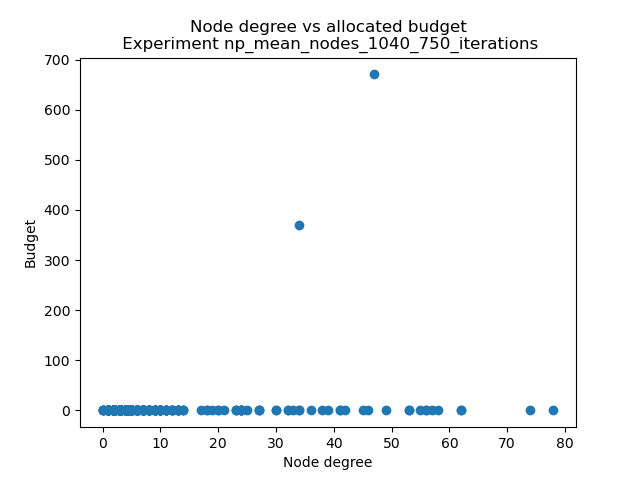 Node degree vs allocated budget
Experiment np_mean_nodes_1040_750_iterations
700
600
500
400
300
200
100
0
Budget
0 10 20 30 40 50 60 70 80
Node degree